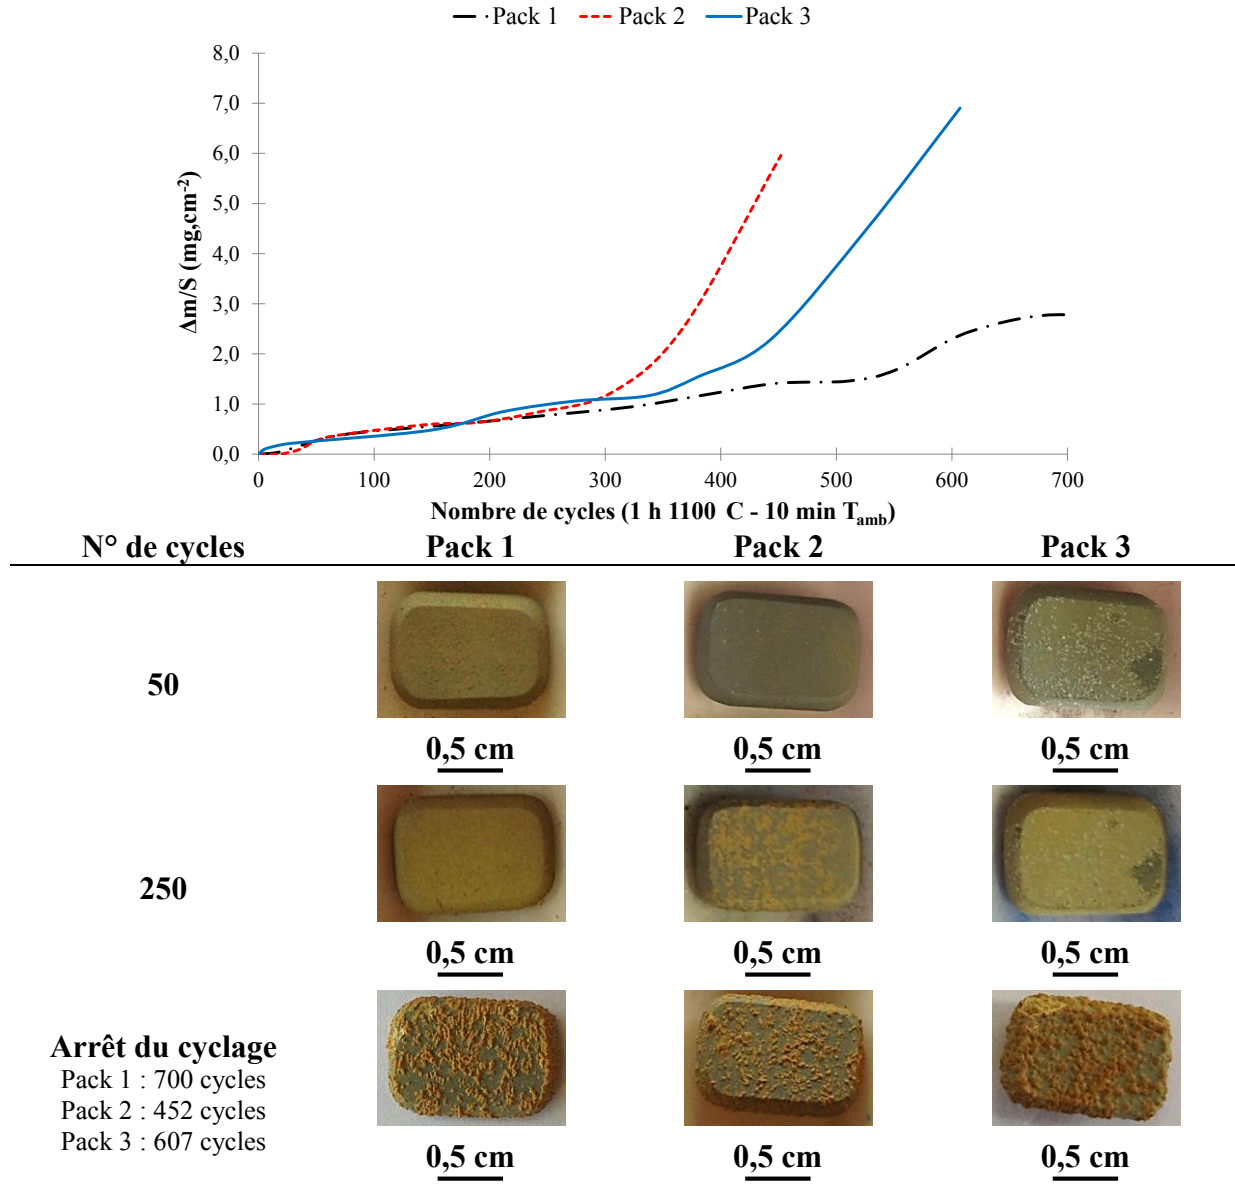 Pack 1 Pack 2 Pack 3
8,0
7,0
6,0
5,0
4,0
3,0
2,0
1,0
0,0
Δm/S (mg,cm-2)
0 100 200 300 400 500 600 700
Nombre de cycles (1 h 1100 C - 10 min Tamb)
N° de cycles Pack 1 Pack 2 Pack 3
50
0,5 cm 0,5 cm 0,5 cm
250
0,5 cm 0,5 cm 0,5 cm
Arrêt du cyclage
Pack 1 : 700 cycles
Pack 2 : 452 cycles
Pack 3 : 607 cycles
0,5 cm 0,5 cm 0,5 cm